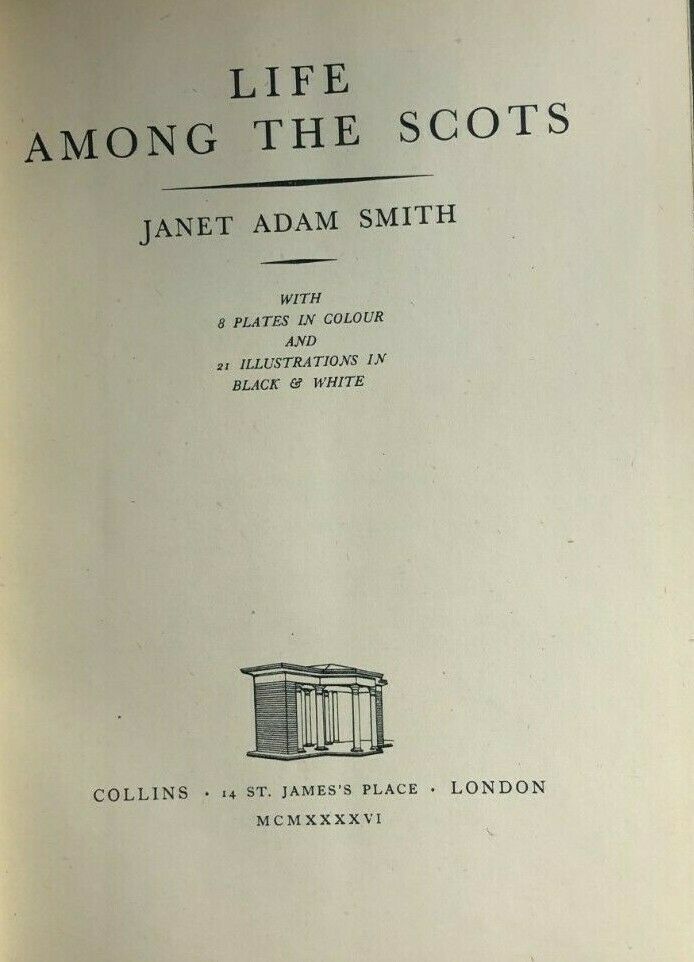 LIFE
AMONG THE SCOTS
JANET ADAM SMITH
WITH
8 PLATES IN COLOUR
AND
21 ILLUSTRATIONS IN
BLACK & WHITE
COLLINS · 14 ST. JAMES'S PLACE · LONDON
MCMXXXXVI